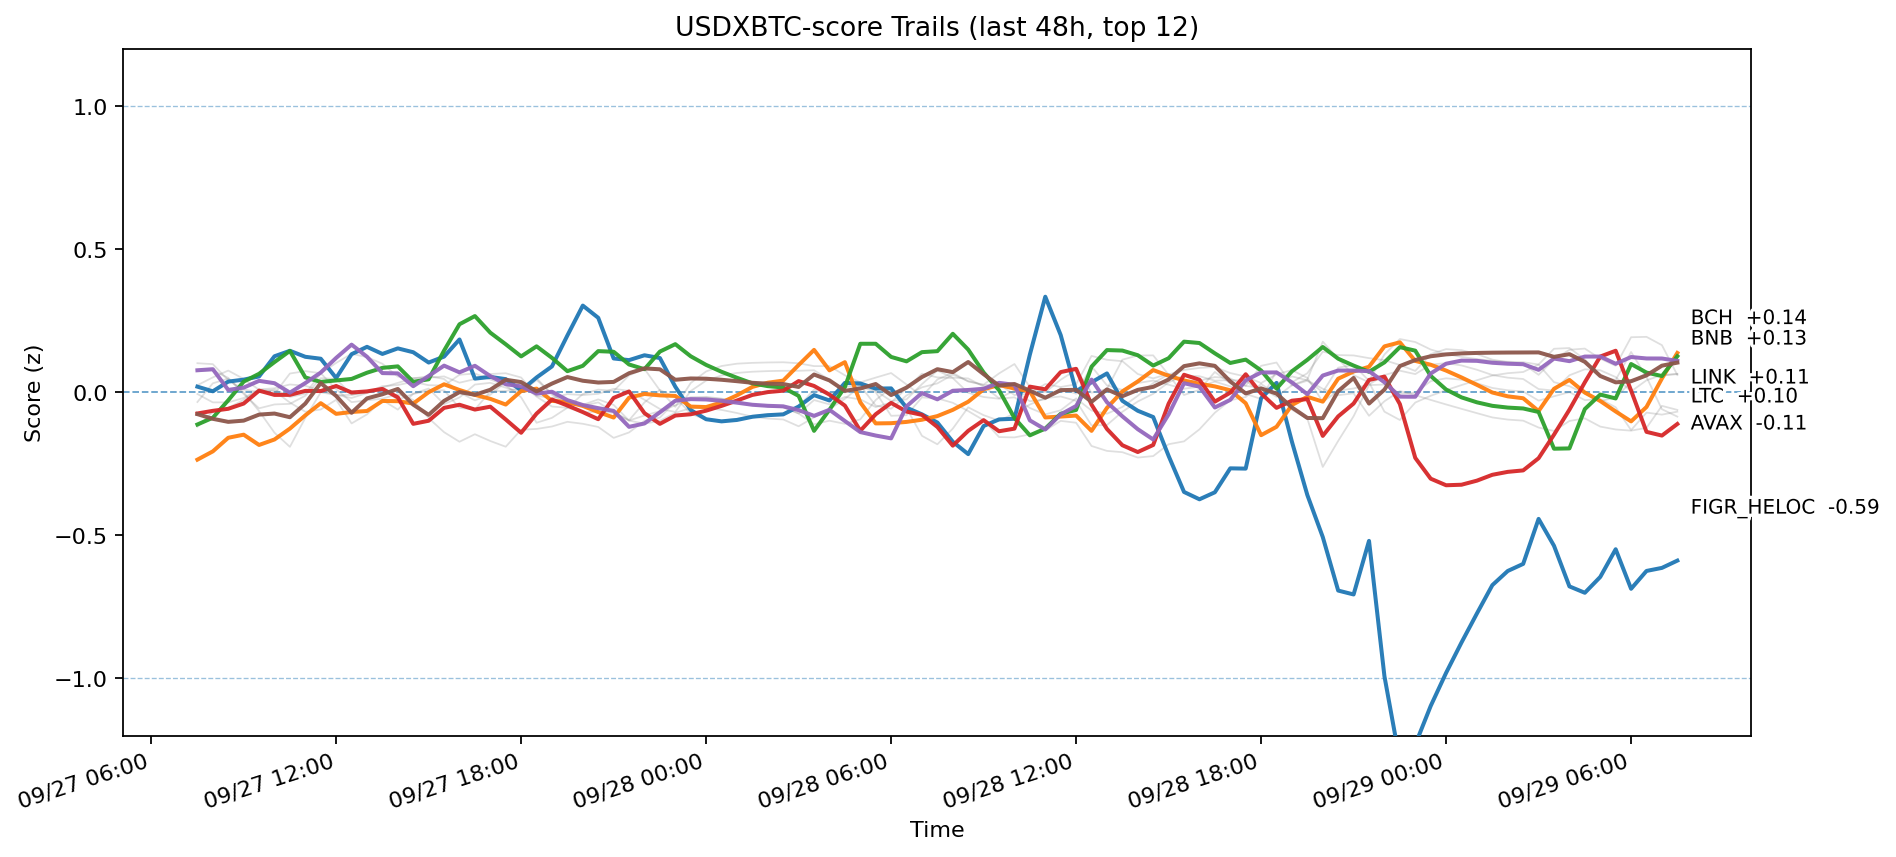 USDXBTC-score Trails (last 48h, top 12)
Score (z)
1.0
0.5
0.0
−0.5
−1.0
BCH +0.14
BNB +0.13
LINK +0.11
LTC +0.10
AVAX -0.11
FIGR_HELOC -0.59
09/27 06:00
09/27 12:00
09/27 18:00
09/28 00:00
09/28 06:00
09/28 12:00
09/28 18:00
09/29 00:00
09/29 06:00
Time